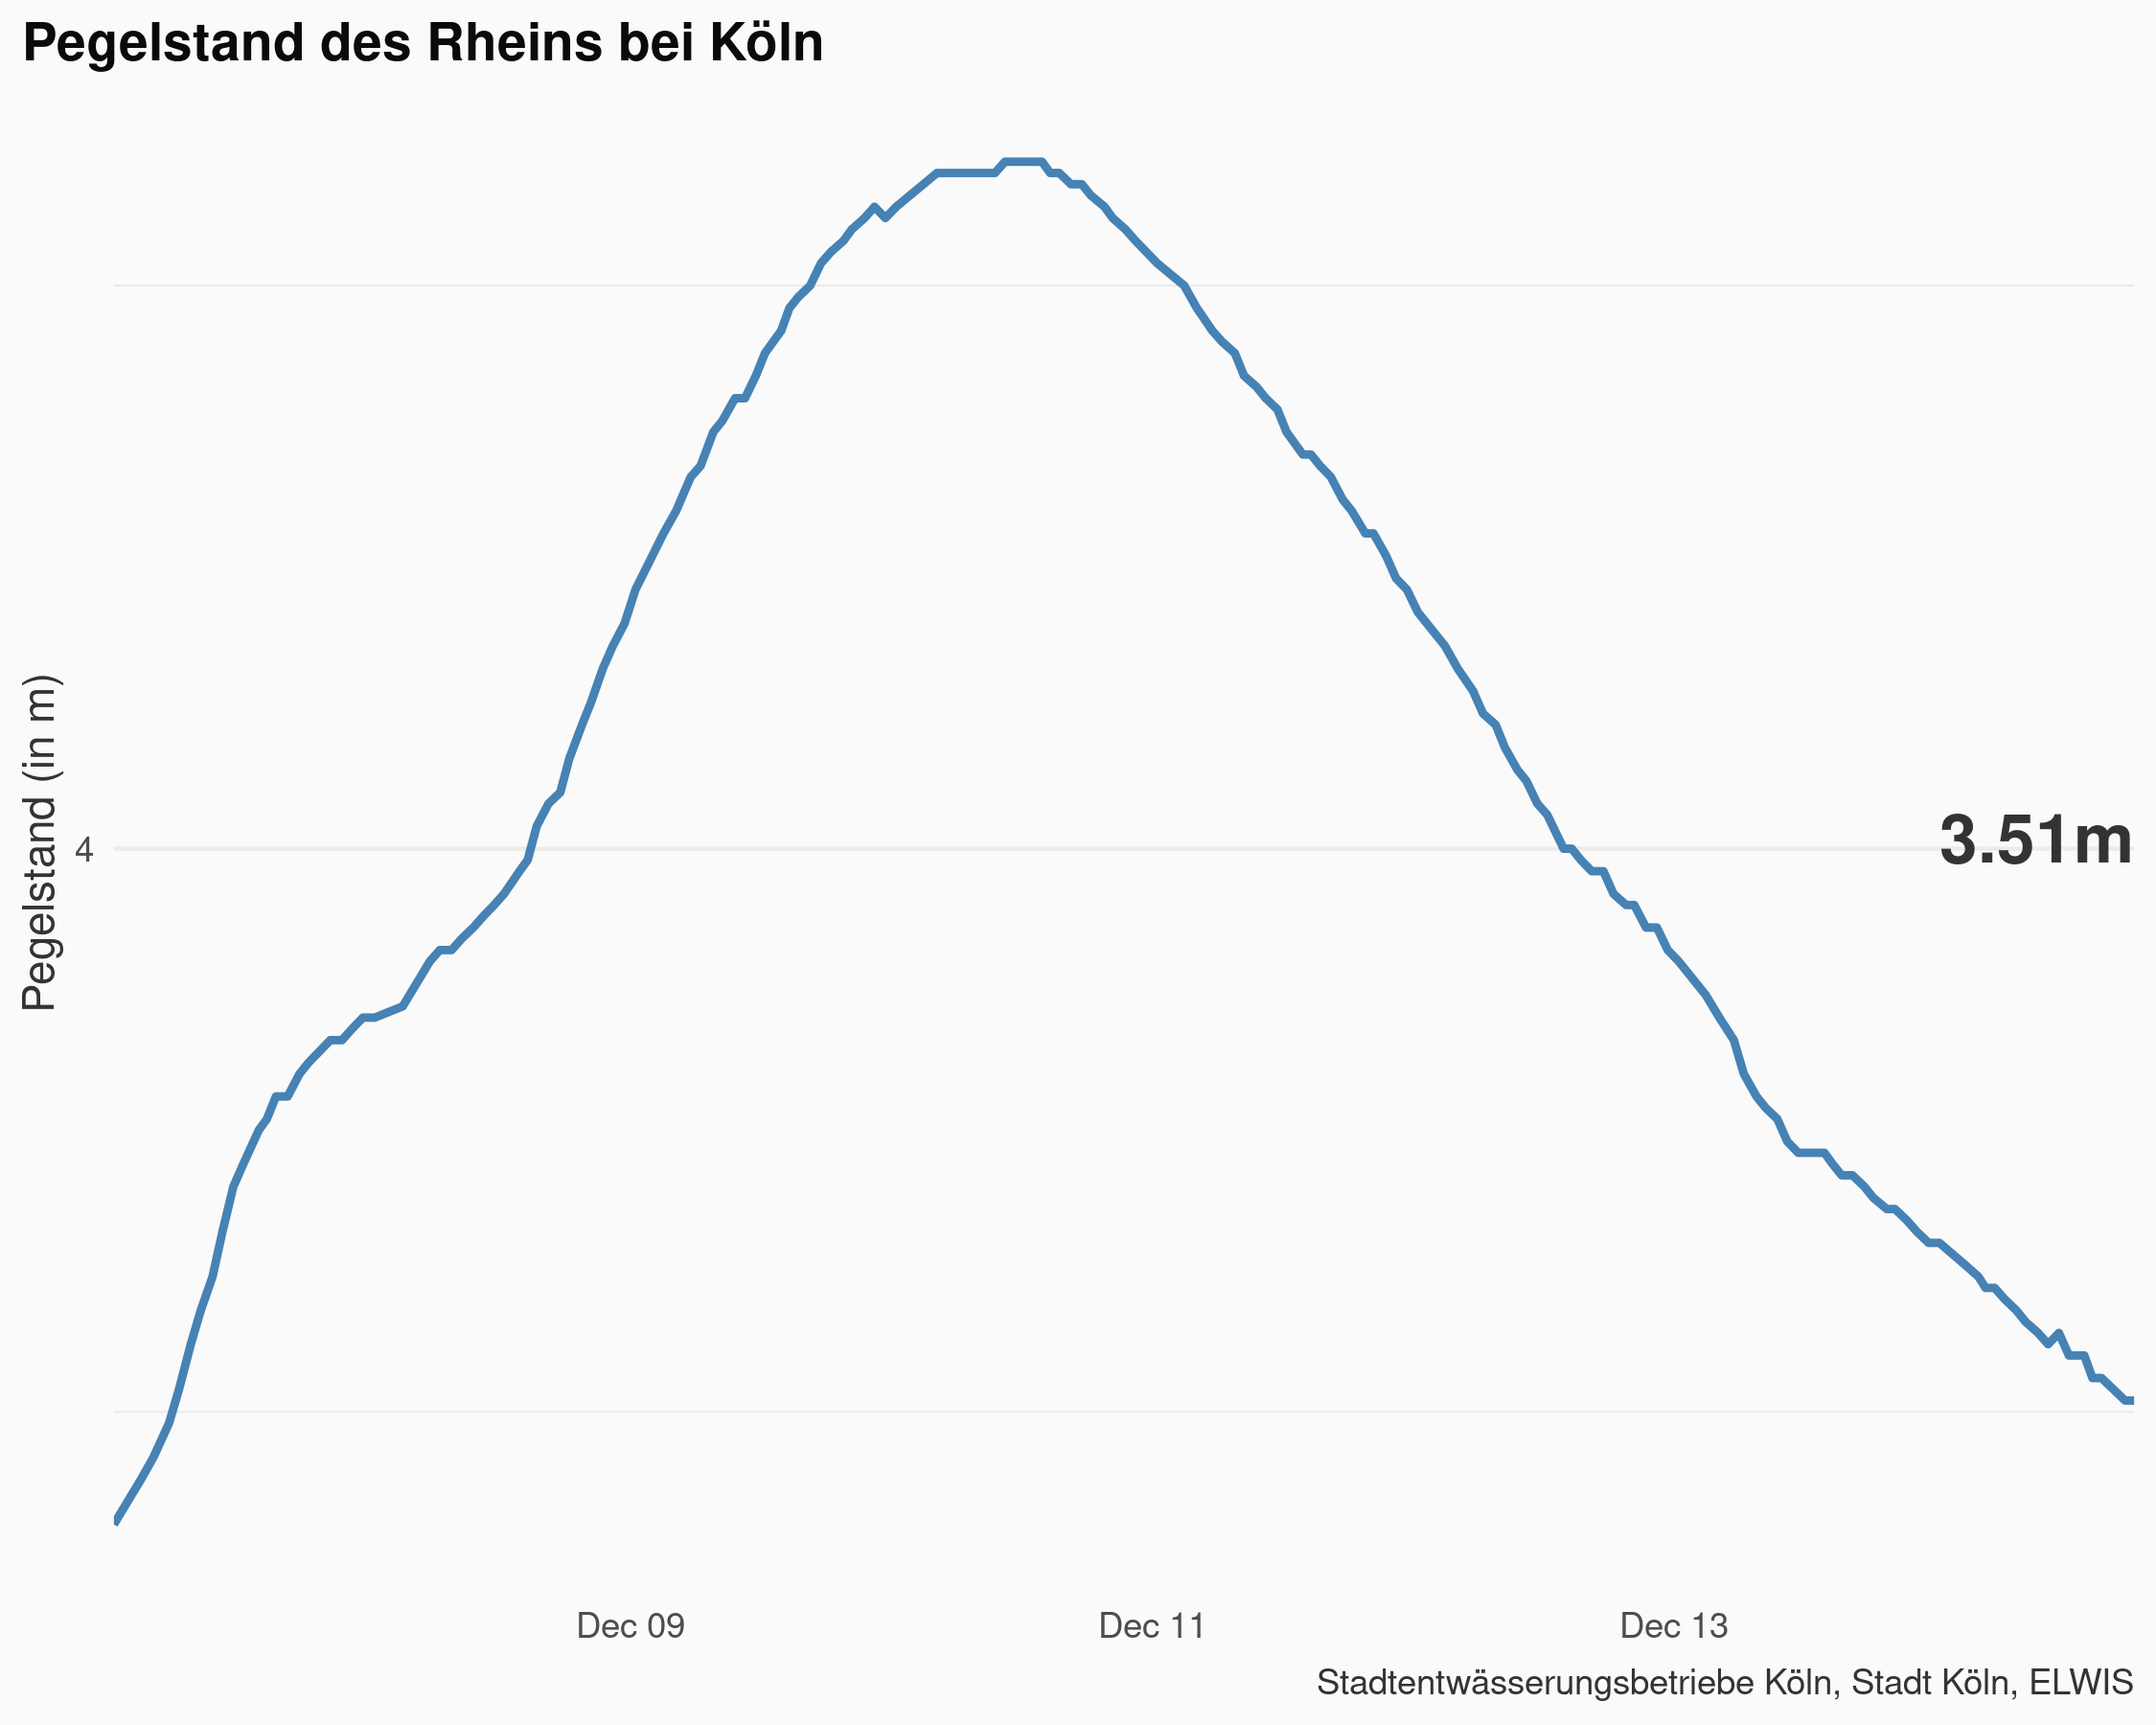 Pegelstand des Rheins bei Köln
Pegelstand (in m)
4
3.51m
Dec 09
Dec 11
Dec 13
Stadtentwässerungsbetriebe Köln, Stadt Köln, ELWIS